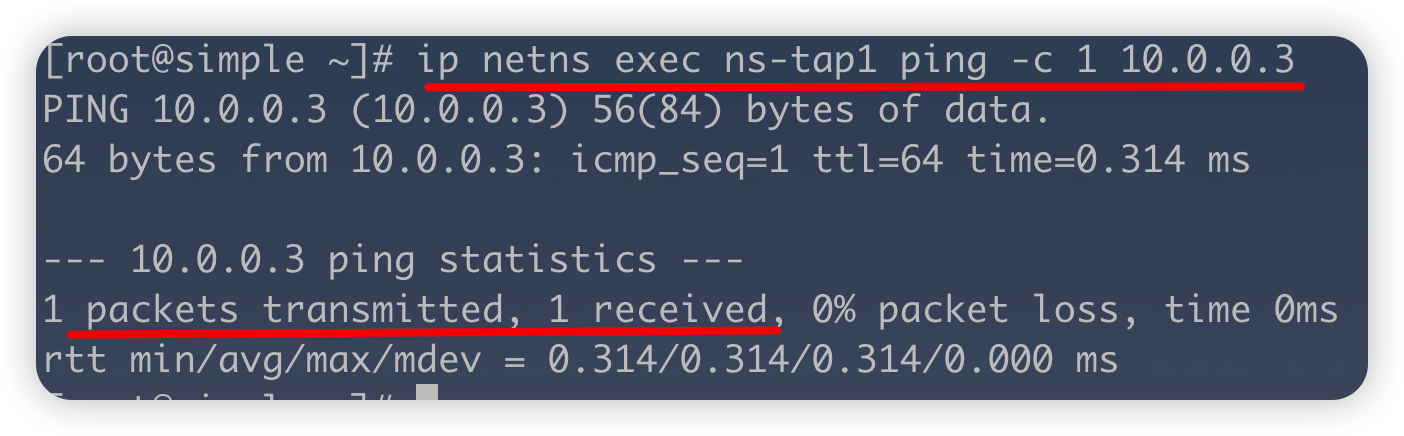 [root@simple ~]# ip netns exec ns-tap1 ping -c 1 10.0.0.3
PING 10.0.0.3 (10.0.0.3) 56(84) bytes of data.
64 bytes from 10.0.0.3: icmp_seq=1 ttl=64 time=0.314 ms
--- 10.0.0.3 ping statistics ---
1 packets transmitted, 1 received, 0% packet loss, time 0ms
rtt min/avg/max/mdev = 0.314/0.314/0.314/0.000 ms